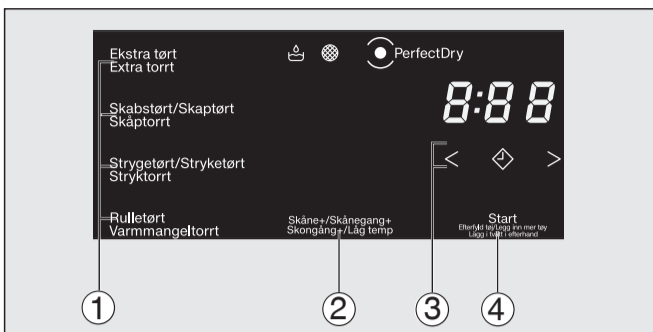 Ekstra tørt
Extra torrt
PerfectDry
8:88
Skabstørt/Skaptørt
Skåptorrt
<    >
Strygetørt/Stryketørt
Stryktorrt
Rulletørt
Varmmangeltorrt
Skåne+/Skånegang+
Skongång+/Låg temp
Start
Efterfyld tøj/Legg inn mer tøy
Lägg i tvätt i efterhand
1
2
3
4